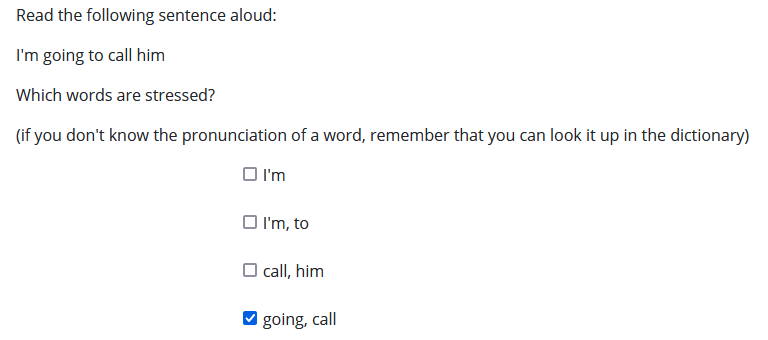 Read the following sentence aloud:
I'm going to call him
Which words are stressed?
(if you don't know the pronunciation of a word, remember that you can look it up in the dictionary)
I'm
I'm, to
call, him
going, call